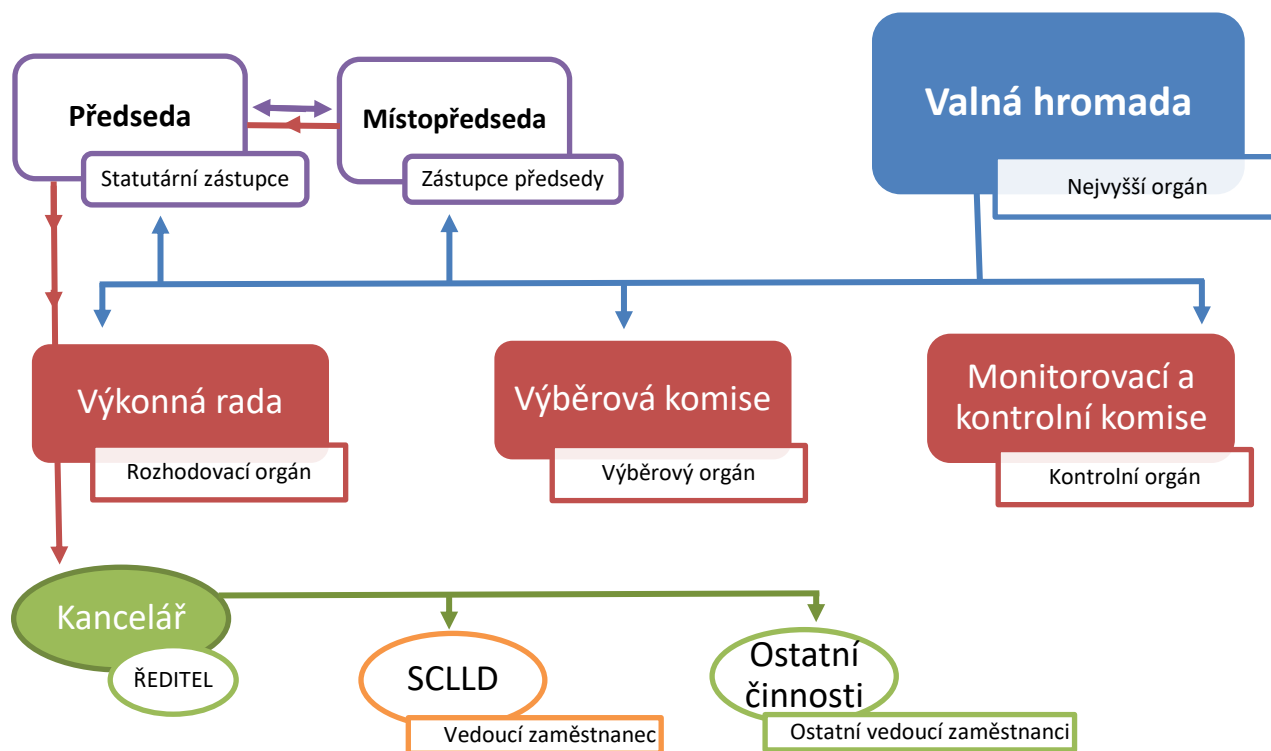 Předseda
Statutární zástupce
Místopředseda
Zástupce předsedy
Valná hromada
Nejvyšší orgán
Výkonná rada
Rozhodovací orgán
Výběrová komise
Výběrový orgán
Monitorovací a
kontrolní komise
Kontrolní orgán
Kancelář
ŘEDITEL
SCLLD
Vedoucí zaměstnanec
Ostatní
činnosti
Ostatní vedoucí zaměstnanci